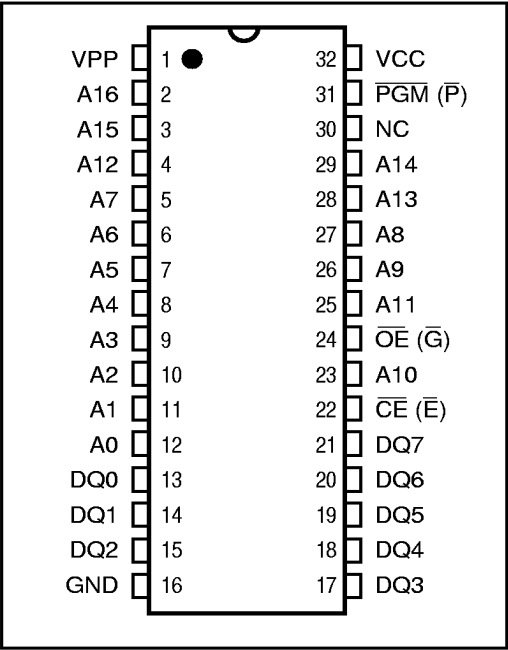 VPP 1 32 VCC
A16 2 31 P̅G̅M̅ (P̅)
A15 3 30 NC
A12 4 29 A14
A7 5 28 A13
A6 6 27 A8
A5 7 26 A9
A4 8 25 A11
A3 9 24 O̅E̅ (G̅)
A2 10 23 A10
A1 11 22 C̅E̅ (E̅)
A0 12 21 DQ7
DQ0 13 20 DQ6
DQ1 14 19 DQ5
DQ2 15 18 DQ4
GND 16 17 DQ3